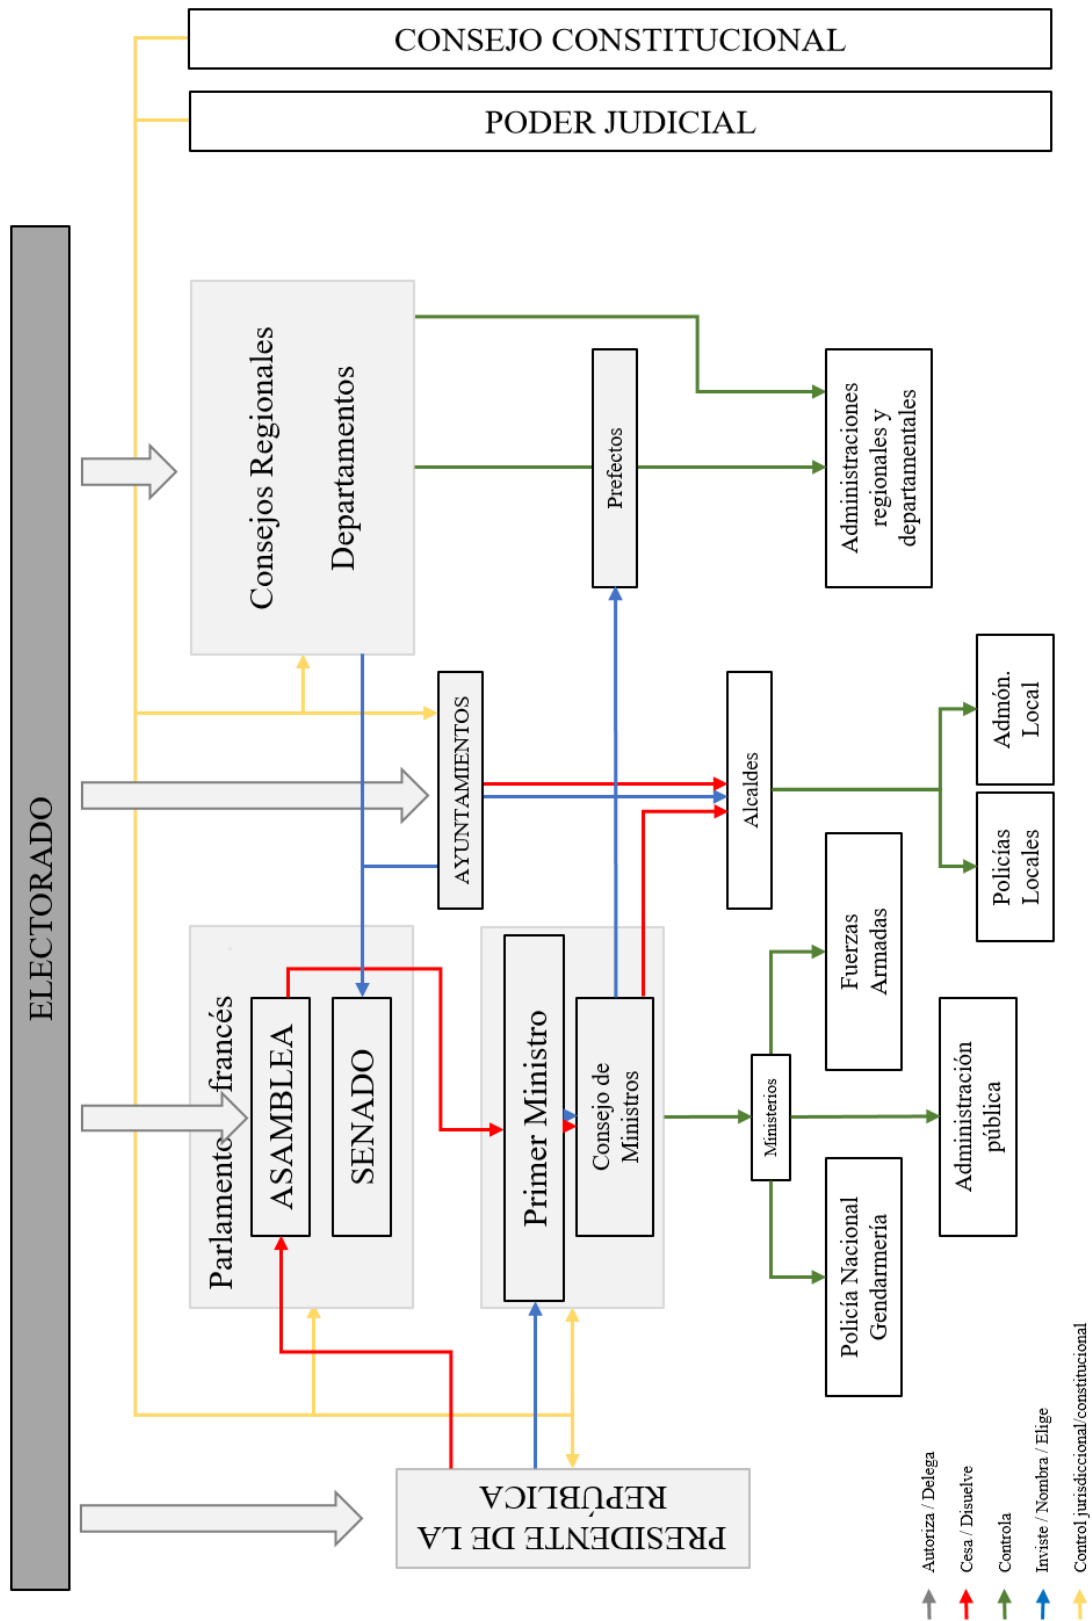 ELECTORADO
CONSEJO CONSTITUCIONAL
PODER JUDICIAL
PRESIDENTE DE LA
REPÚBLICA
Parlamento francés
ASAMBLEA
SENADO
Consejos Regionales
Departamentos
AYUNTAMIENTOS
Primer Ministro
Consejo de
Ministros
Prefectos
Alcaldes
Ministerios
Policía Nacional
Gendarmería
Fuerzas
Armadas
Administración
pública
Policías
Locales
Admón.
Local
Administraciones
regionales y
departamentales
Autoriza / Delega
Cesa / Disuelve
Controla
Inviste / Nombra / Elige
Control jurisdiccional/constitucional